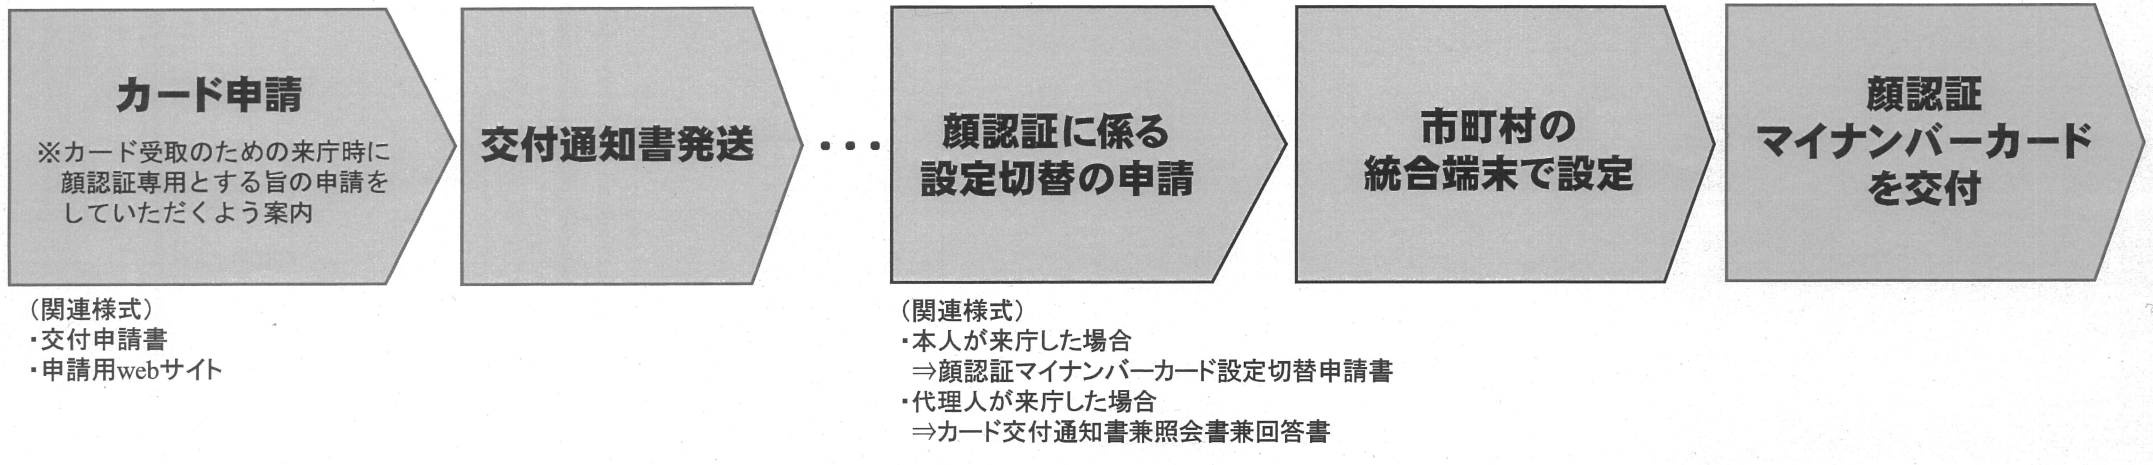 カード申請
※カード受取のための来庁時に
顔認証専用とする旨の申請を
していただくよう案内
（関連様式）
・交付申請書
・申請用webサイト
交付通知書発送
・・・
顔認証に係る
設定切替の申請
（関連様式）
・本人が来庁した場合
⇒顔認証マイナンバーカード設定切替申請書
・代理人が来庁した場合
⇒カード交付通知書兼照会書兼回答書
市町村の
統合端末で設定
顔認証
マイナンバーカード
を交付